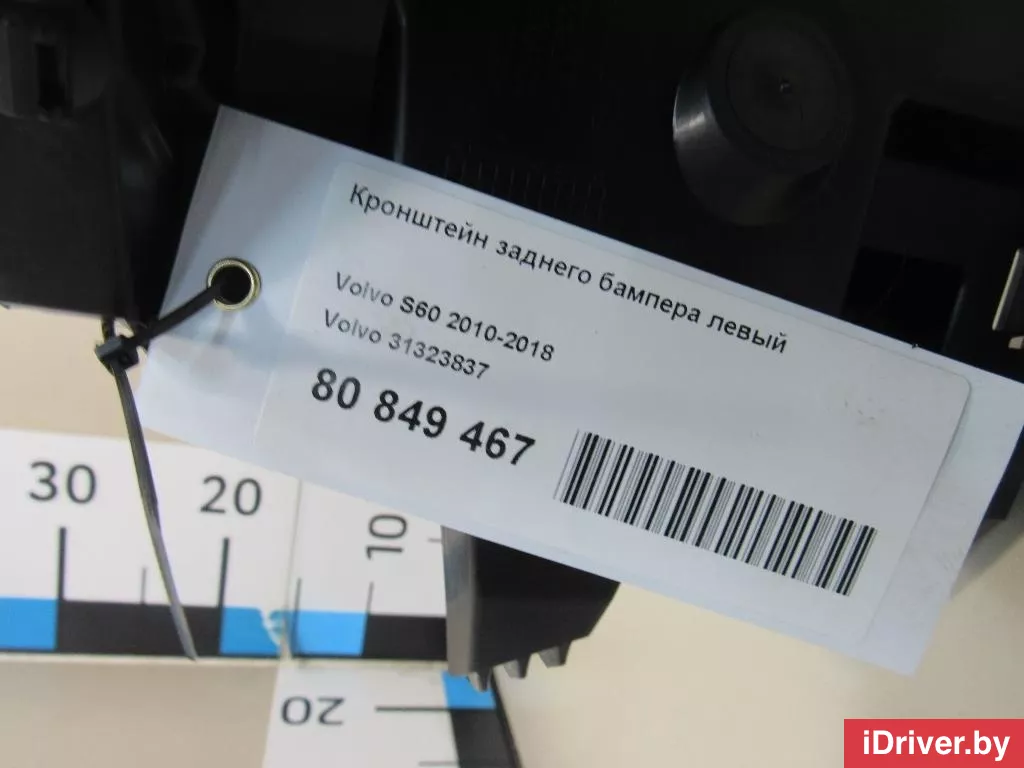 Кронштейн заднего бампера левый
Volvo S60 2010-2018
Volvo 31323837
80 849 467
30
20
10
20
iDriver.by